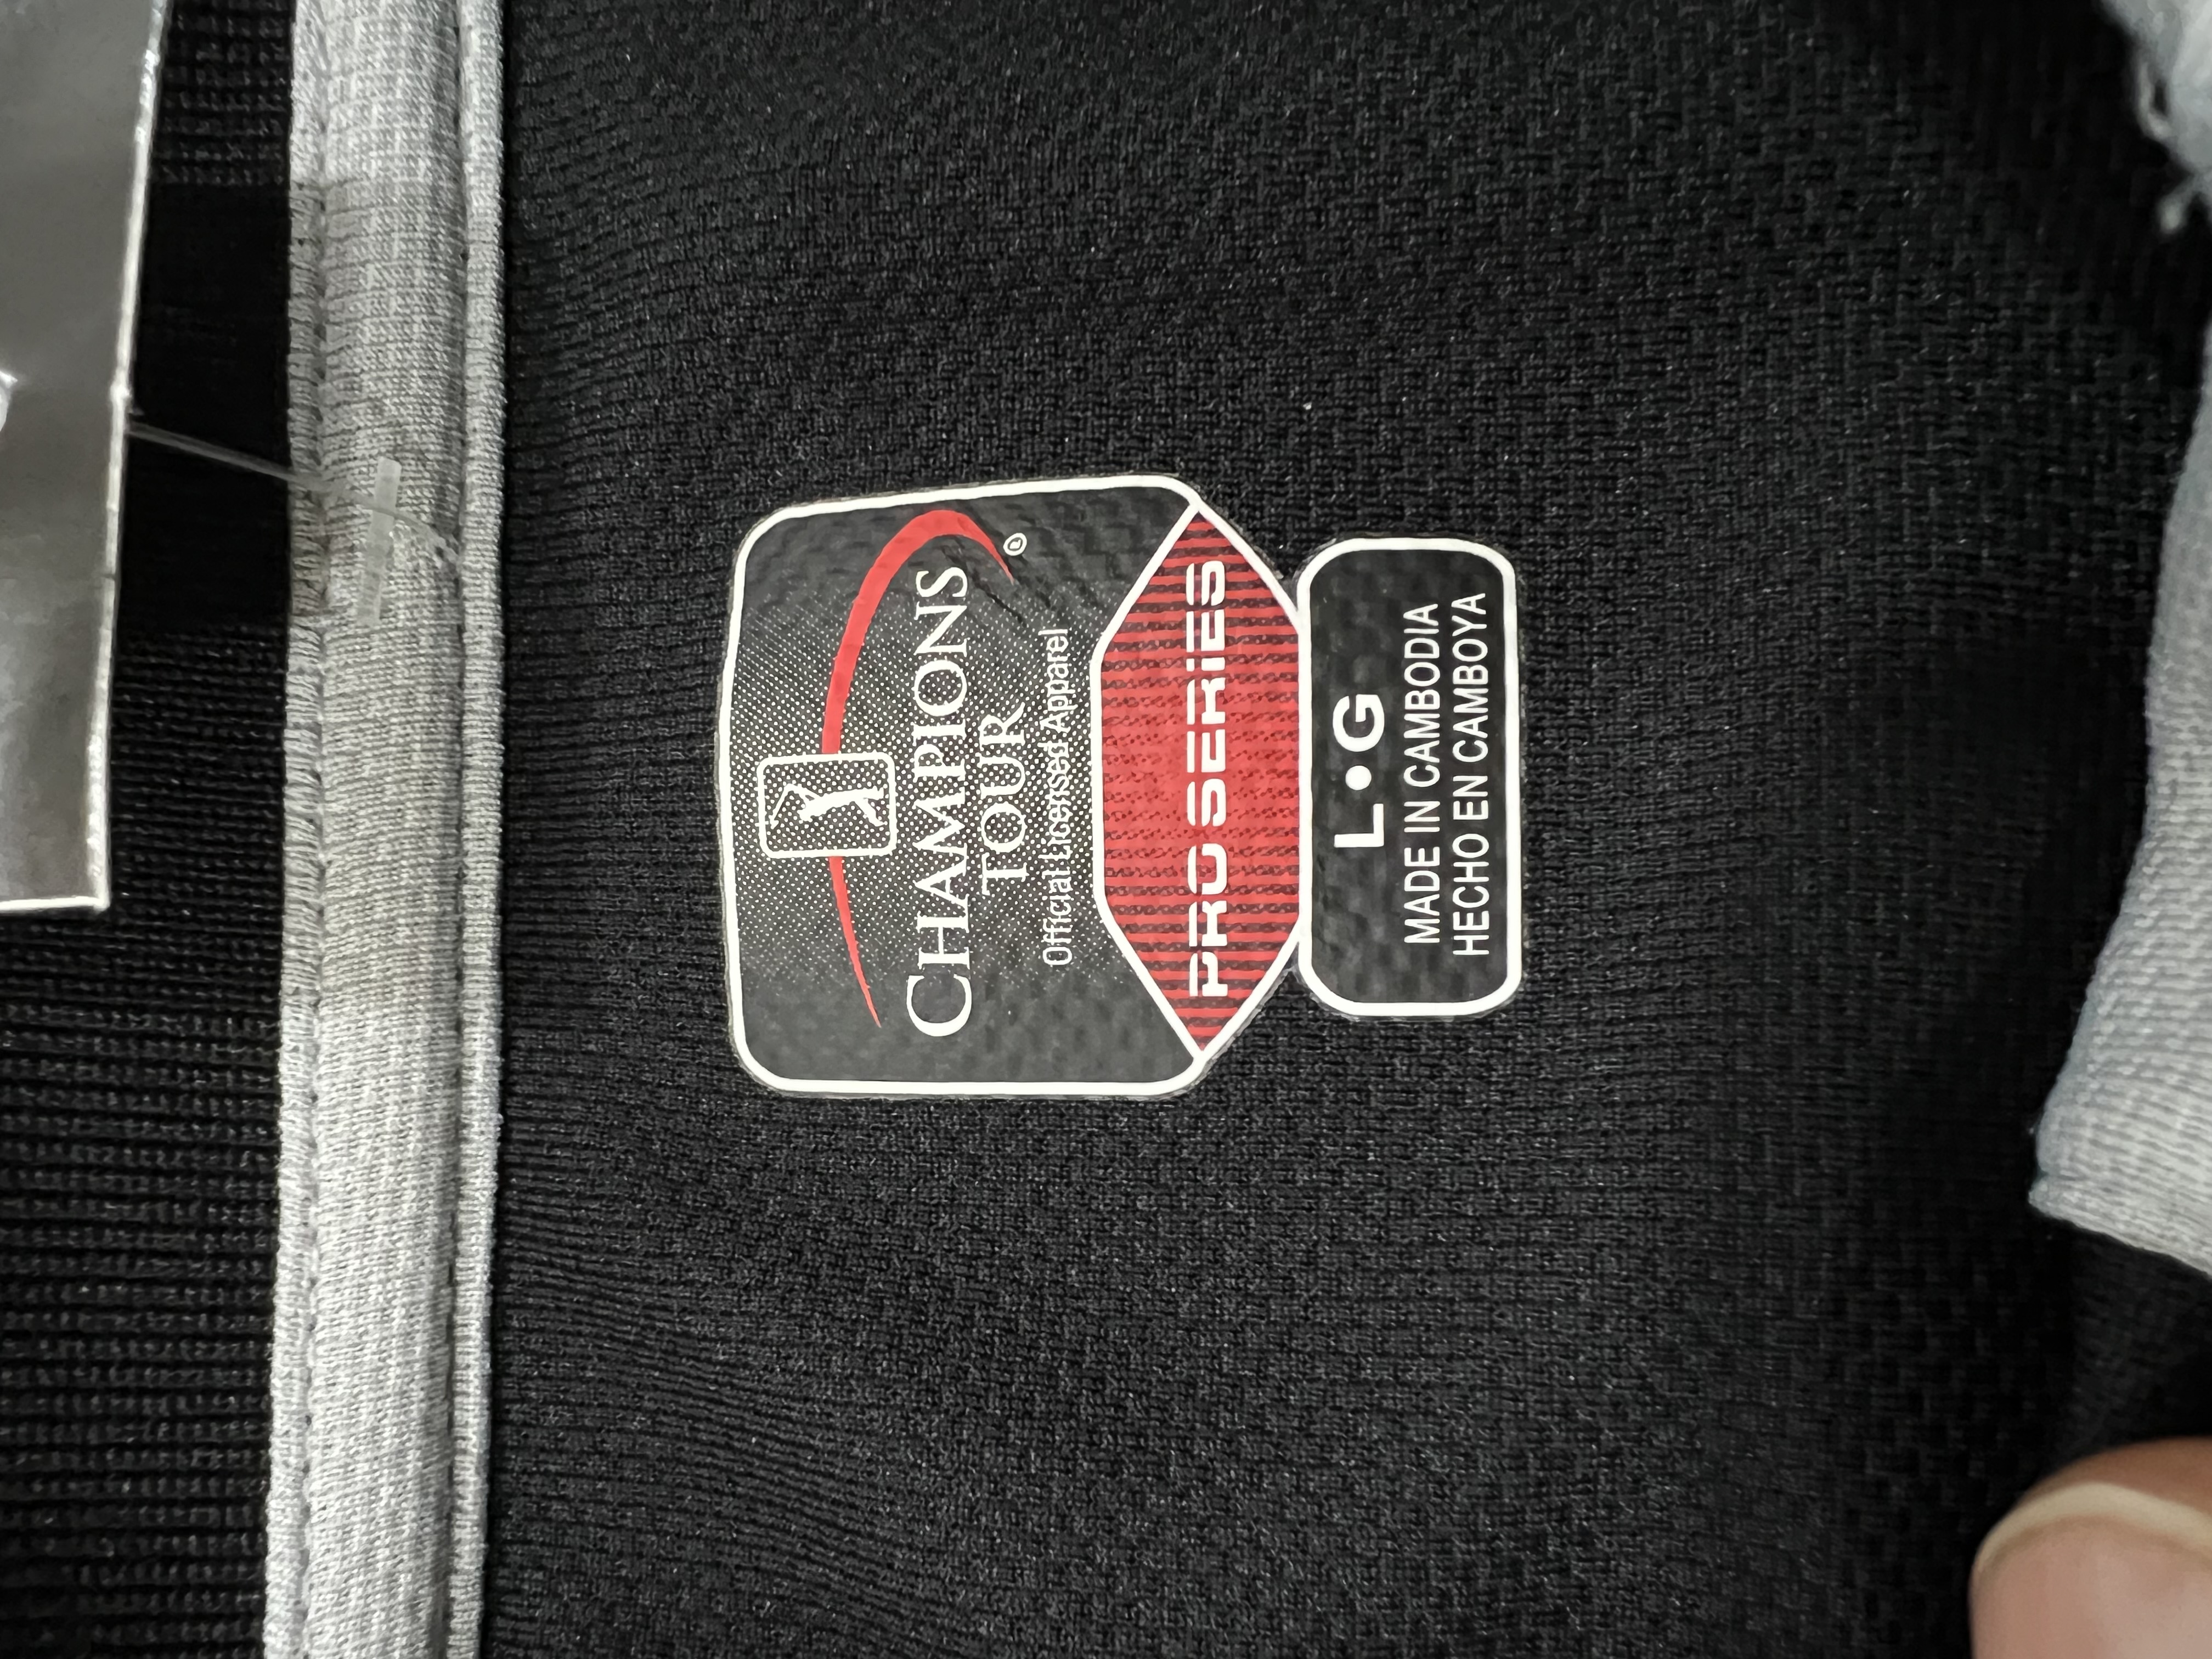 CHAMPIONS
TOUR®
Official Licensed Apparel
PRO SERIES
L•G
MADE IN CAMBODIA
HECHO EN CAMBOYA